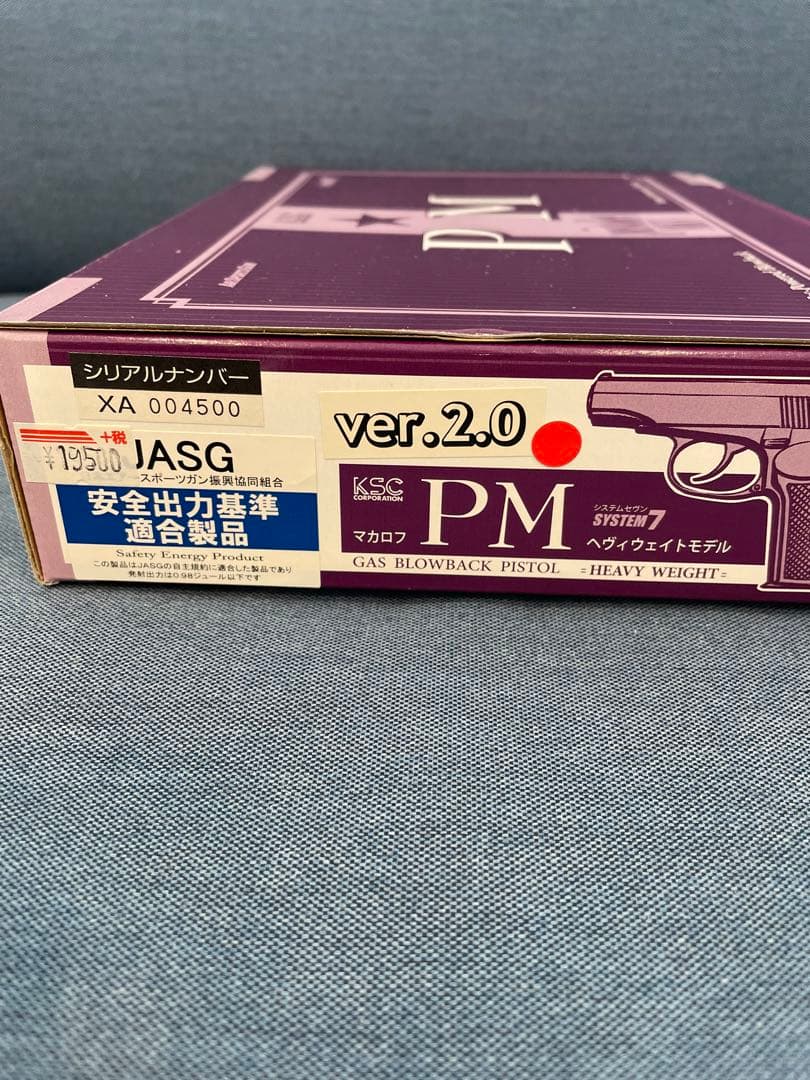 PM
シリアルナンバー
XA 004500
+税
¥19500
JASG
スポーツガン振興協同組合
安全出力基準
適合製品
Safety Energy Product
この製品はJASGの自主規約に適合した製品であり
発射出力は0.98ジュール以下です
ver.2.0
KSC
CORPORATION
マカロフ
PM
システムセヴン
SYSTEM7
ヘヴィウェイトモデル
GAS BLOWBACK PISTOL
=HEAVY WEIGHT=